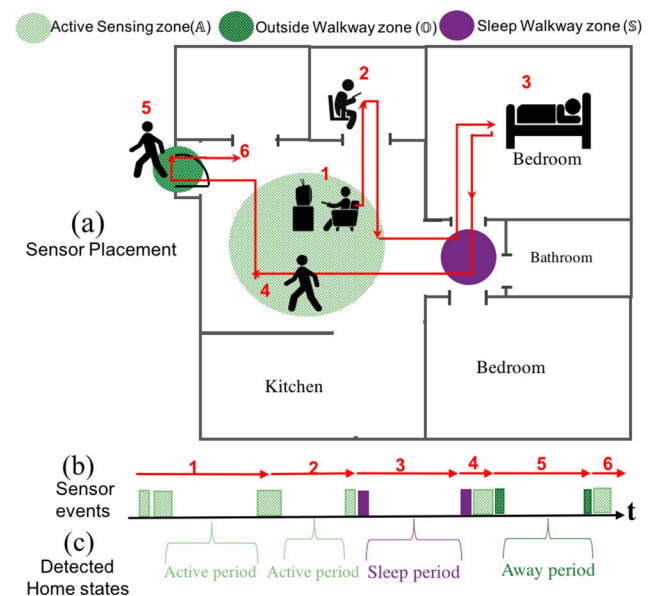 Active Sensing zone(𝔸) Outside Walkway zone (𝕆) Sleep Walkway zone (𝕊)
2
3
5
6
1
Bedroom
(a)
Sensor Placement
Bathroom
4
Kitchen
Bedroom
(b)
1 2 3 4 5 6
Sensor
events
t
(c)
Detected
Home states
Active period Active period Sleep period Away period